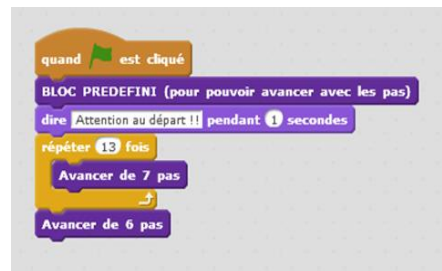 quand est cliqué
BLOC PREDEFINI (pour pouvoir avancer avec les pas)
dire Attention au départ !! pendant 1 secondes
répéter 13 fois
Avancer de 7 pas
Avancer de 6 pas